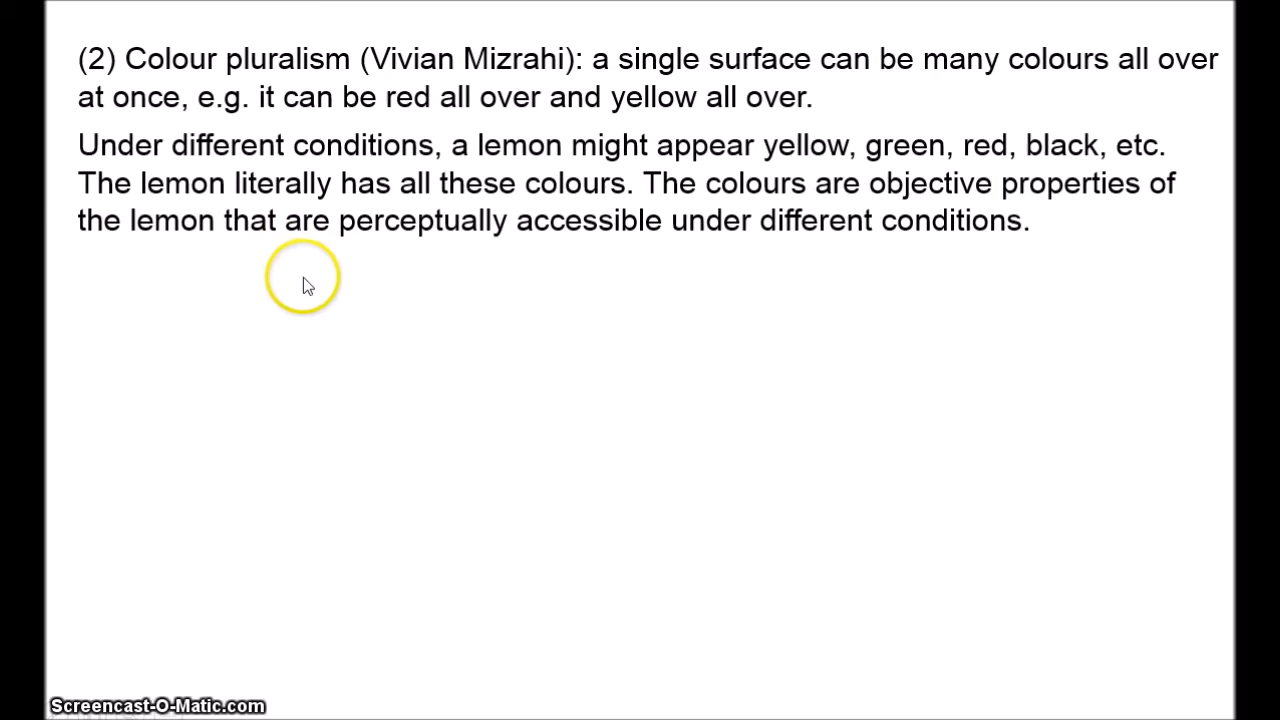 (2) Colour pluralism (Vivian Mizrahi): a single surface can be many colours all over
at once, e.g. it can be red all over and yellow all over.
Under different conditions, a lemon might appear yellow, green, red, black, etc.
The lemon literally has all these colours. The colours are objective properties of
the lemon that are perceptually accessible under different conditions.
Screencast-O-Matic.com